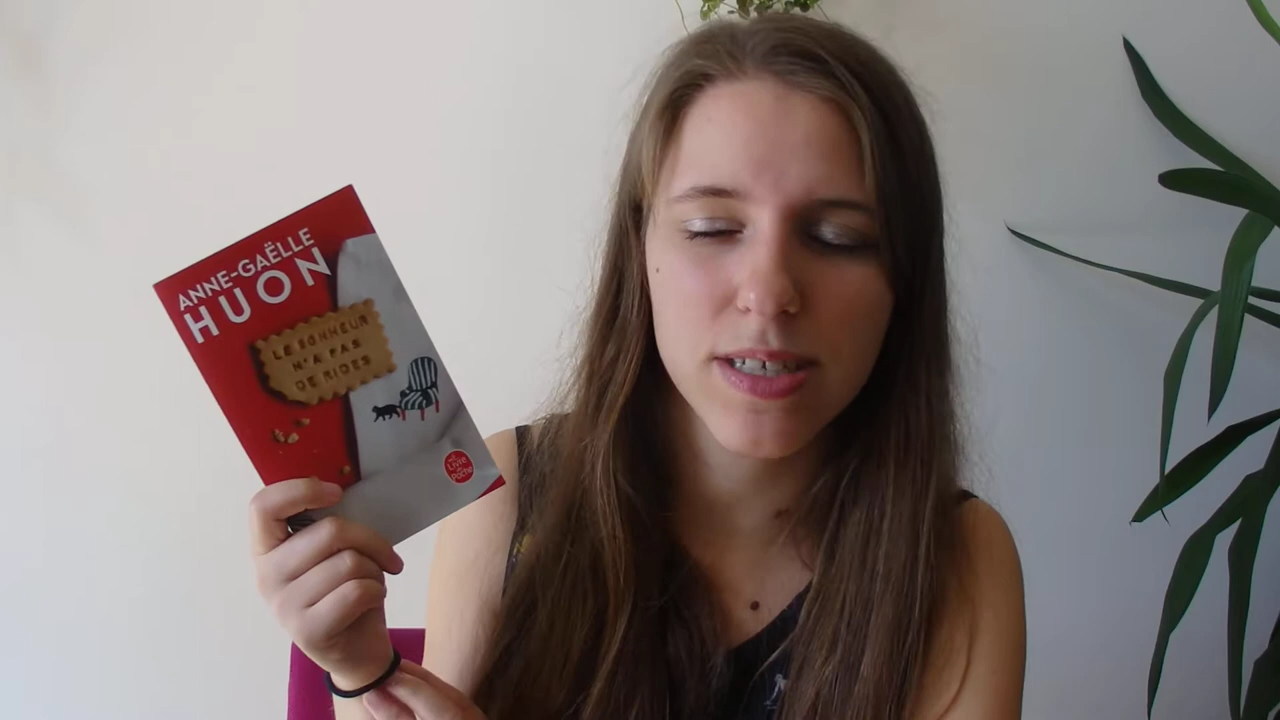 ANNE-GAËLLE
HUON
LE BONHEUR
N'A PAS
DE RIDES
Le
Livre
de
Poche